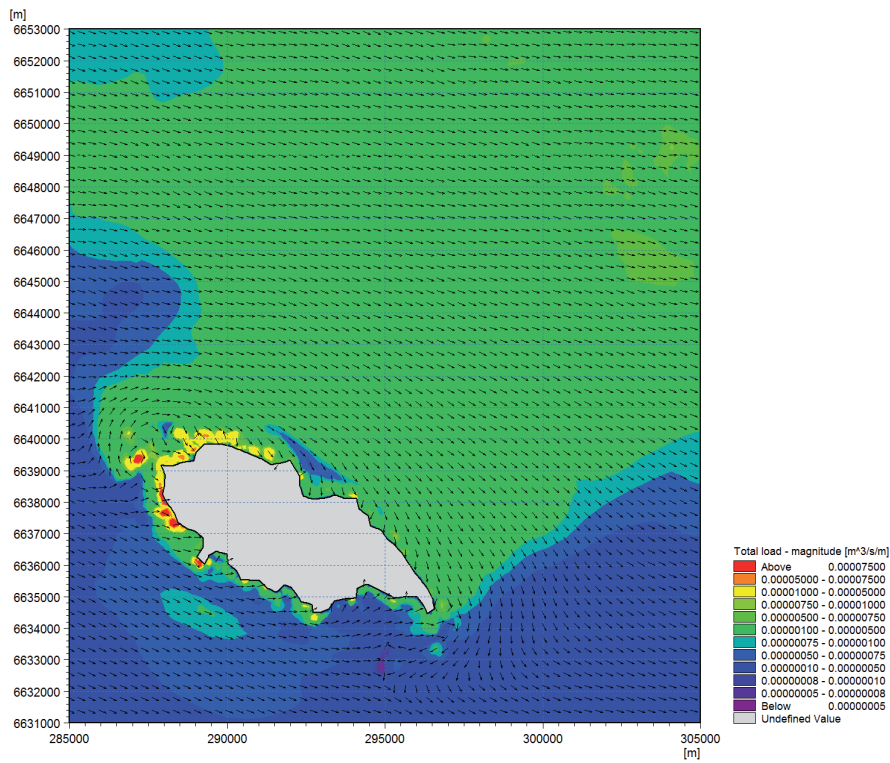 [m]
6653000
6652000
6651000
6650000
6649000
6648000
6647000
6646000
6645000
6644000
6643000
6642000
6641000
6640000
6639000
6638000
6637000
6636000
6635000
6634000
6633000
6632000
6631000
285000 290000 295000 300000 305000
[m]
Total load - magnitude [m^3/s/m]
Above 0.00007500
0.00005000 - 0.00007500
0.00001000 - 0.00005000
0.00000750 - 0.00001000
0.00000500 - 0.00000750
0.00000100 - 0.00000500
0.00000075 - 0.00000100
0.00000050 - 0.00000075
0.00000010 - 0.00000050
0.00000008 - 0.00000010
0.00000005 - 0.00000008
Below 0.00000005
Undefined Value